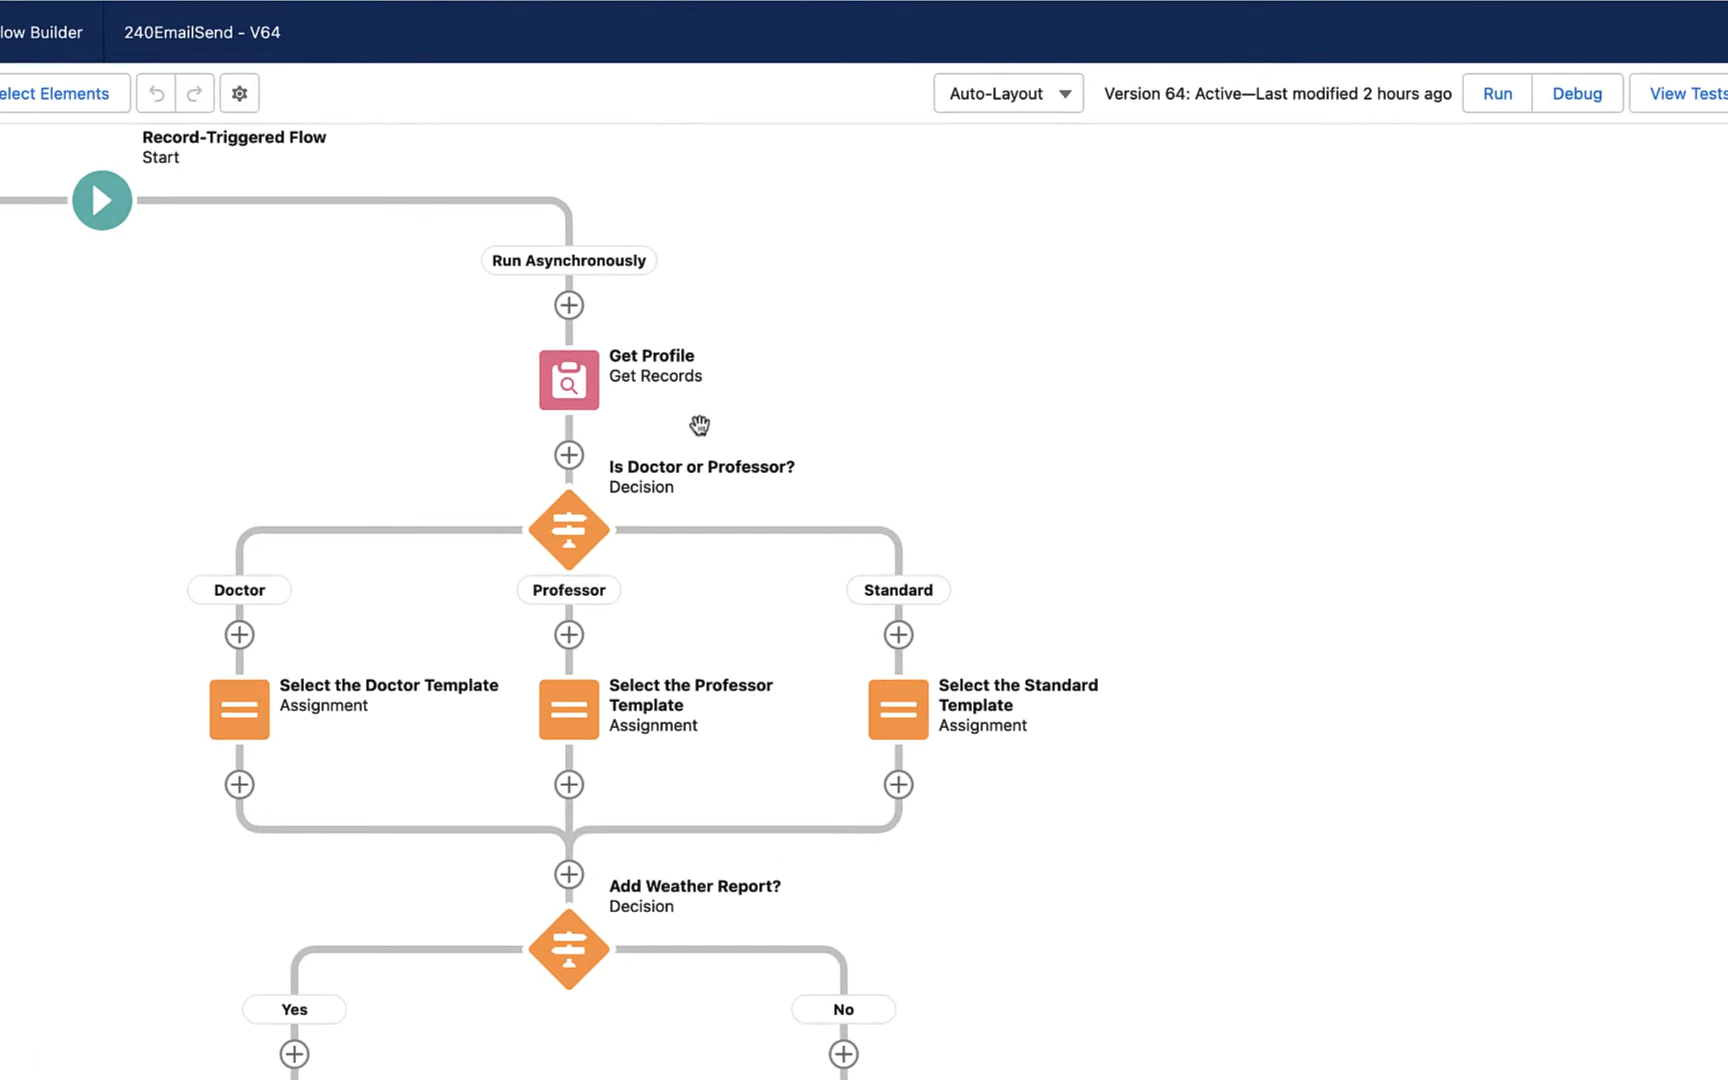 low Builder
240EmailSend - V64
elect Elements
Auto-Layout
Version 64: Active—Last modified 2 hours ago
Run
Debug
View Tests
Record-Triggered Flow
Start
Run Asynchronously
Get Profile
Get Records
Is Doctor or Professor?
Decision
Doctor
Professor
Standard
Select the Doctor Template
Assignment
Select the Professor
Template
Assignment
Select the Standard
Template
Assignment
Add Weather Report?
Decision
Yes
No